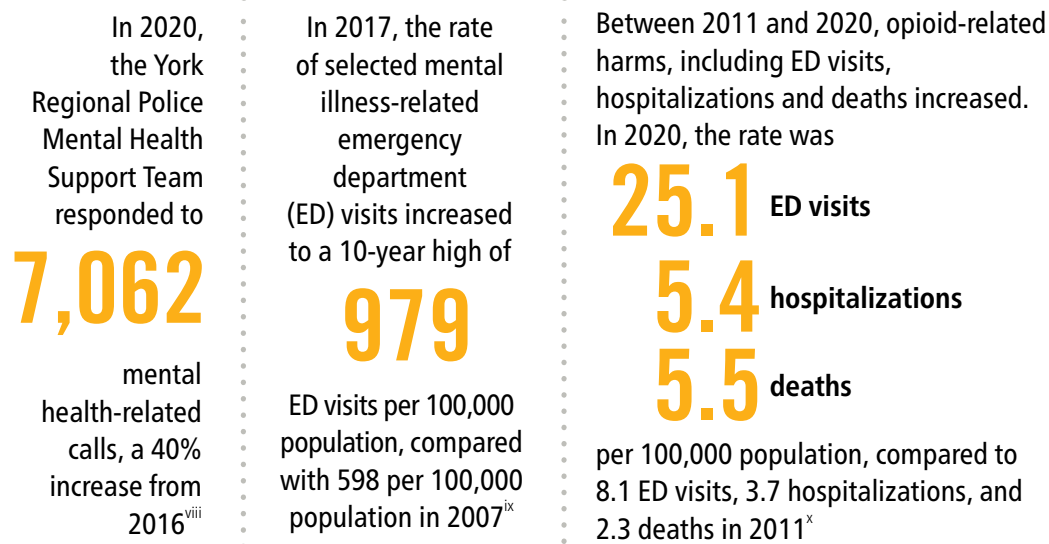 In 2020,
the York
Regional Police
Mental Health
Support Team
responded to
7,062
mental
health-related
calls, a 40%
increase from
2016viii
In 2017, the rate
of selected mental
illness-related
emergency
department
(ED) visits increased
to a 10-year high of
979
ED visits per 100,000
population, compared
with 598 per 100,000
population in 2007ix
Between 2011 and 2020, opioid-related
harms, including ED visits,
hospitalizations and deaths increased.
In 2020, the rate was
25.1 ED visits
5.4 hospitalizations
5.5 deaths
per 100,000 population, compared to
8.1 ED visits, 3.7 hospitalizations, and
2.3 deaths in 2011x